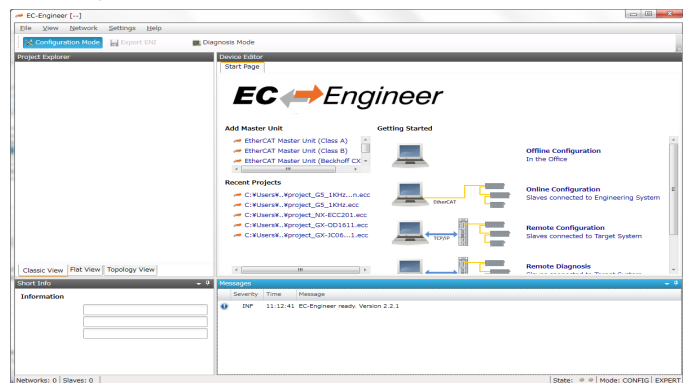 EC-Engineer [--]
File View Network Settings Help
Configuration Mode Export ENI Diagnosis Mode
Project Explorer
Device Editor
Start Page
EC Engineer
Add Master Unit
EtherCAT Master Unit (Class A)
EtherCAT Master Unit (Class B)
EtherCAT Master Unit (Beckhoff CX
Recent Projects
C:¥Users¥..¥project_G5_1KHz...n.ecc
C:¥Users¥..¥project_G5_1KHz.ecc
C:¥Users¥..¥project_NX-ECC201.ecc
C:¥Users¥..¥project_GX-OD1611.ecc
C:¥Users¥..¥project_GX-JC06...1.ecc
Getting Started
Offline Configuration
In the Office
EtherCAT
Online Configuration
Slaves connected to Engineering System
TCP/IP
Remote Configuration
Slaves connected to Target System
Remote Diagnosis
Slaves connected to Target System
Classic View Flat View Topology View
Short Info
Information
Messages
Severity Time Message
INF 11:12:41 EC-Engineer ready. Version 2.2.1
Networks: 0 Slaves: 0
State: Mode: CONFIG EXPERT